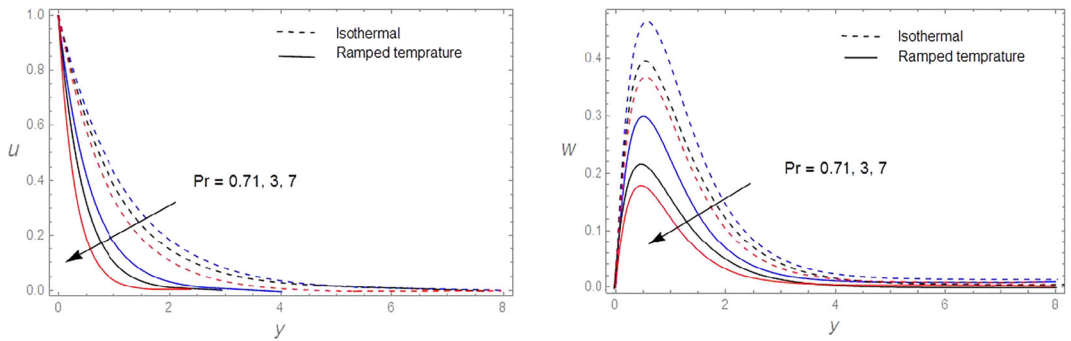 1.0
0.8
0.6
0.4
0.2
0.0
u
Isothermal
Ramped temprature
Pr = 0.71, 3, 7
0 2 4 6 8
y
0.4
0.3
0.2
0.1
0.0
w
Isothermal
Ramped temprature
Pr = 0.71, 3, 7
0 2 4 6 8
y